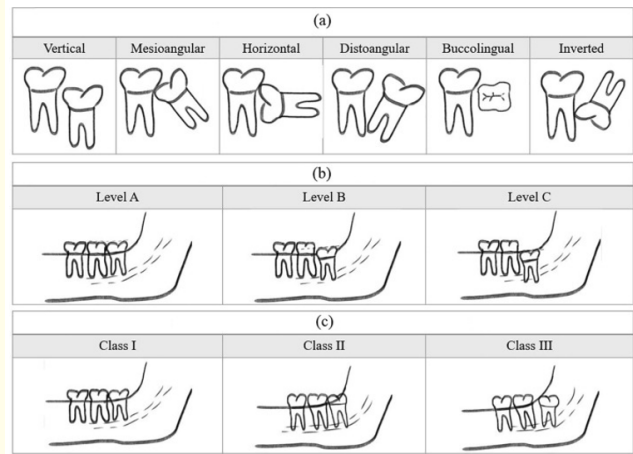 (a)
Vertical Mesioangular Horizontal Distoangular Buccolingual Inverted
(b)
Level A Level B Level C
(c)
Class I Class II Class III